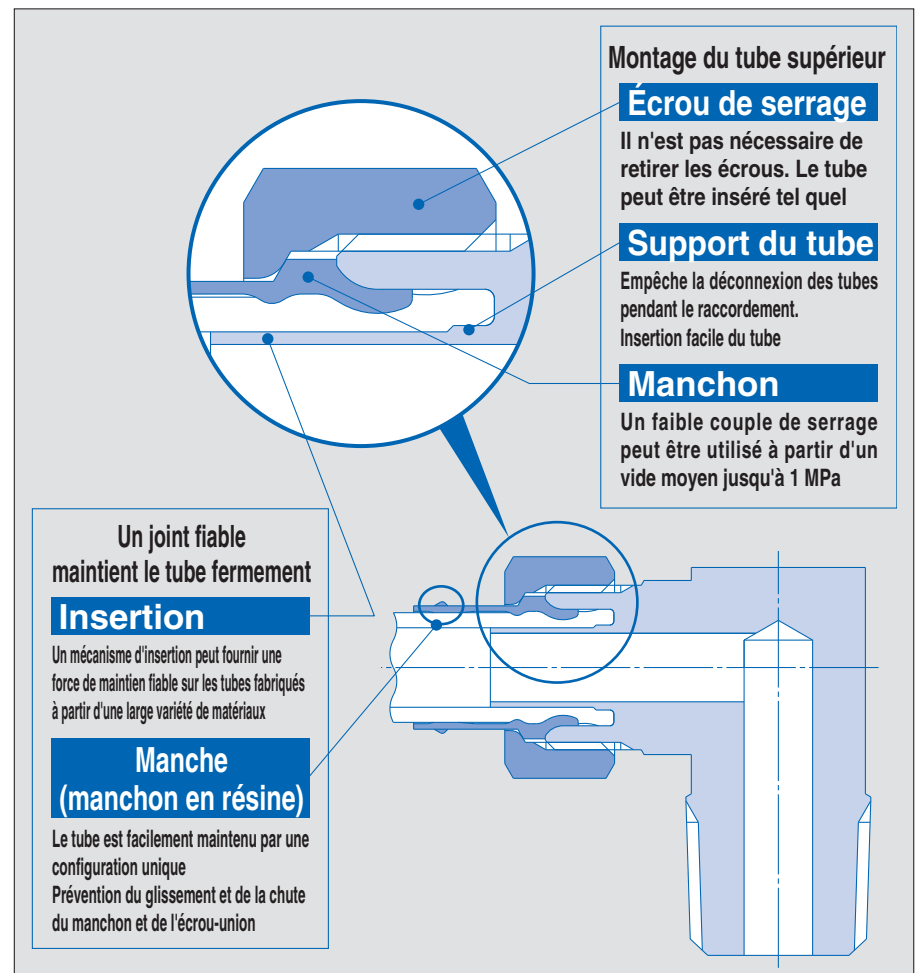 Montage du tube supérieur
Écrou de serrage
Il n'est pas nécessaire de
retirer les écrous. Le tube
peut être inséré tel quel
Support du tube
Empêche la déconnexion des tubes
pendant le raccordement.
Insertion facile du tube
Manchon
Un faible couple de serrage
peut être utilisé à partir d'un
vide moyen jusqu'à 1 MPa
Un joint fiable
maintient le tube fermement
Insertion
Un mécanisme d'insertion peut fournir une
force de maintien fiable sur les tubes fabriqués
à partir d'une large variété de matériaux
Manche
(manchon en résine)
Le tube est facilement maintenu par une
configuration unique
Prévention du glissement et de la chute
du manchon et de l'écrou-union